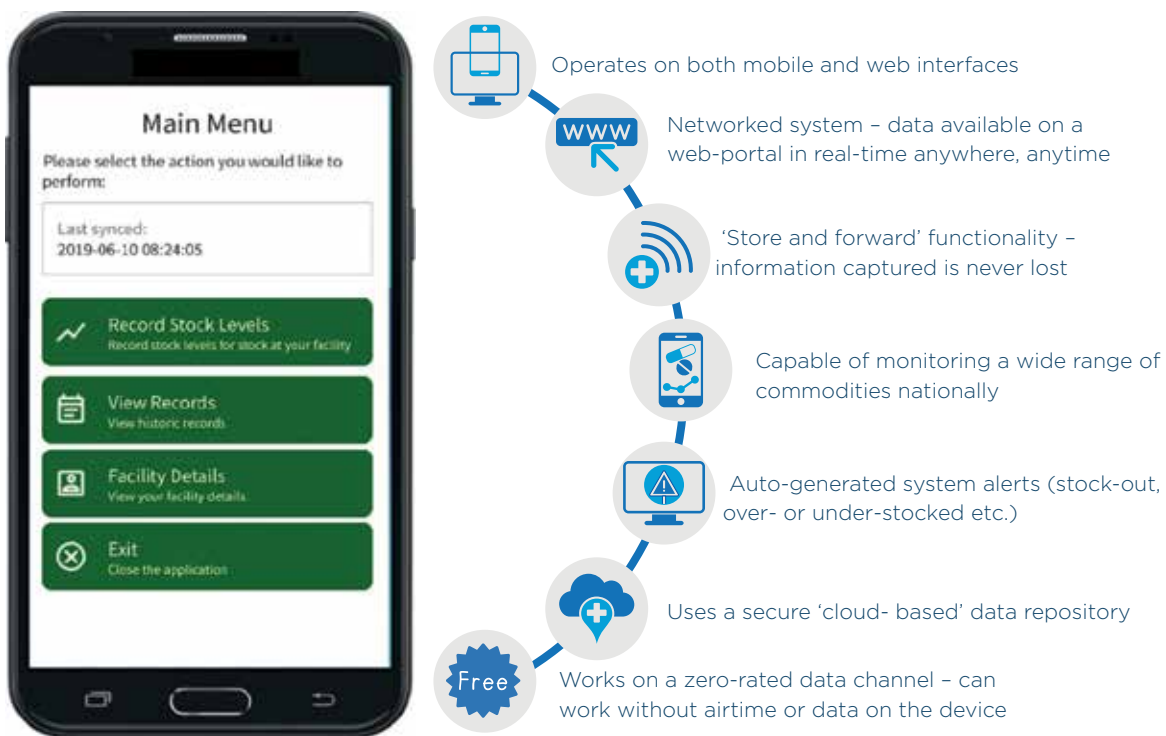 Main Menu
Please select the action you would like to
perform:
Last synced:
2019-06-10 08:24:05
Record Stock Levels
Record stock levels for stock at your facility
View Records
View historic records
Facility Details
View your facility details
Exit
Close the application
Operates on both mobile and web interfaces
www
Networked system – data available on a
web-portal in real-time anywhere, anytime
‘Store and forward’ functionality –
information captured is never lost
Capable of monitoring a wide range of
commodities nationally
Auto-generated system alerts (stock-out,
over- or under-stocked etc.)
Uses a secure ‘cloud- based’ data repository
Free
Works on a zero-rated data channel – can
work without airtime or data on the device